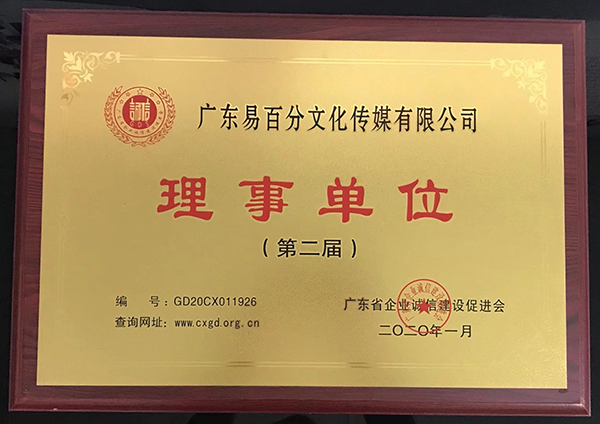 诚信
广东易百分文化传媒有限公司
理事单位
（第二届）
编 号：GD20CX011926
查询网址：www.cxgd.org.cn
广东省企业诚信建设促进会
二〇二〇年一月